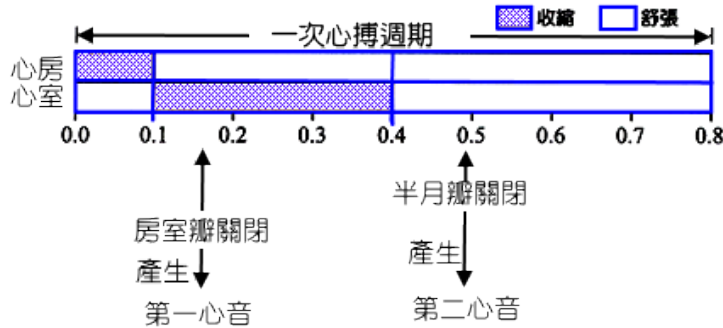 收縮 舒張
一次心搏週期
心房
心室
0.0 0.1 0.2 0.3 0.4 0.5 0.6 0.7 0.8
半月瓣關閉
房室瓣關閉
產生
產生
第一心音
第二心音